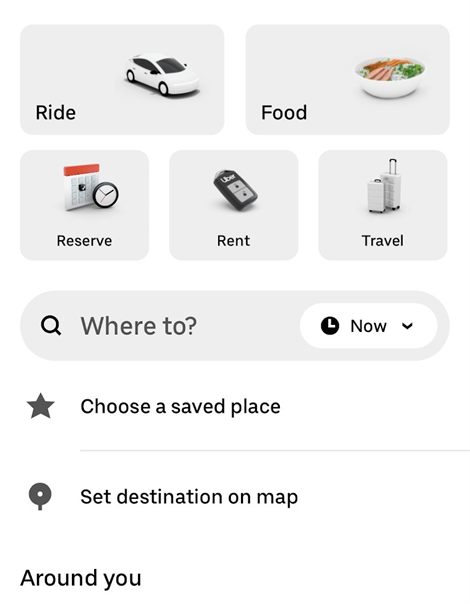 Ride
Food
Uber
Reserve
Rent
Travel
Where to?
Now
Choose a saved place
Set destination on map
Around you